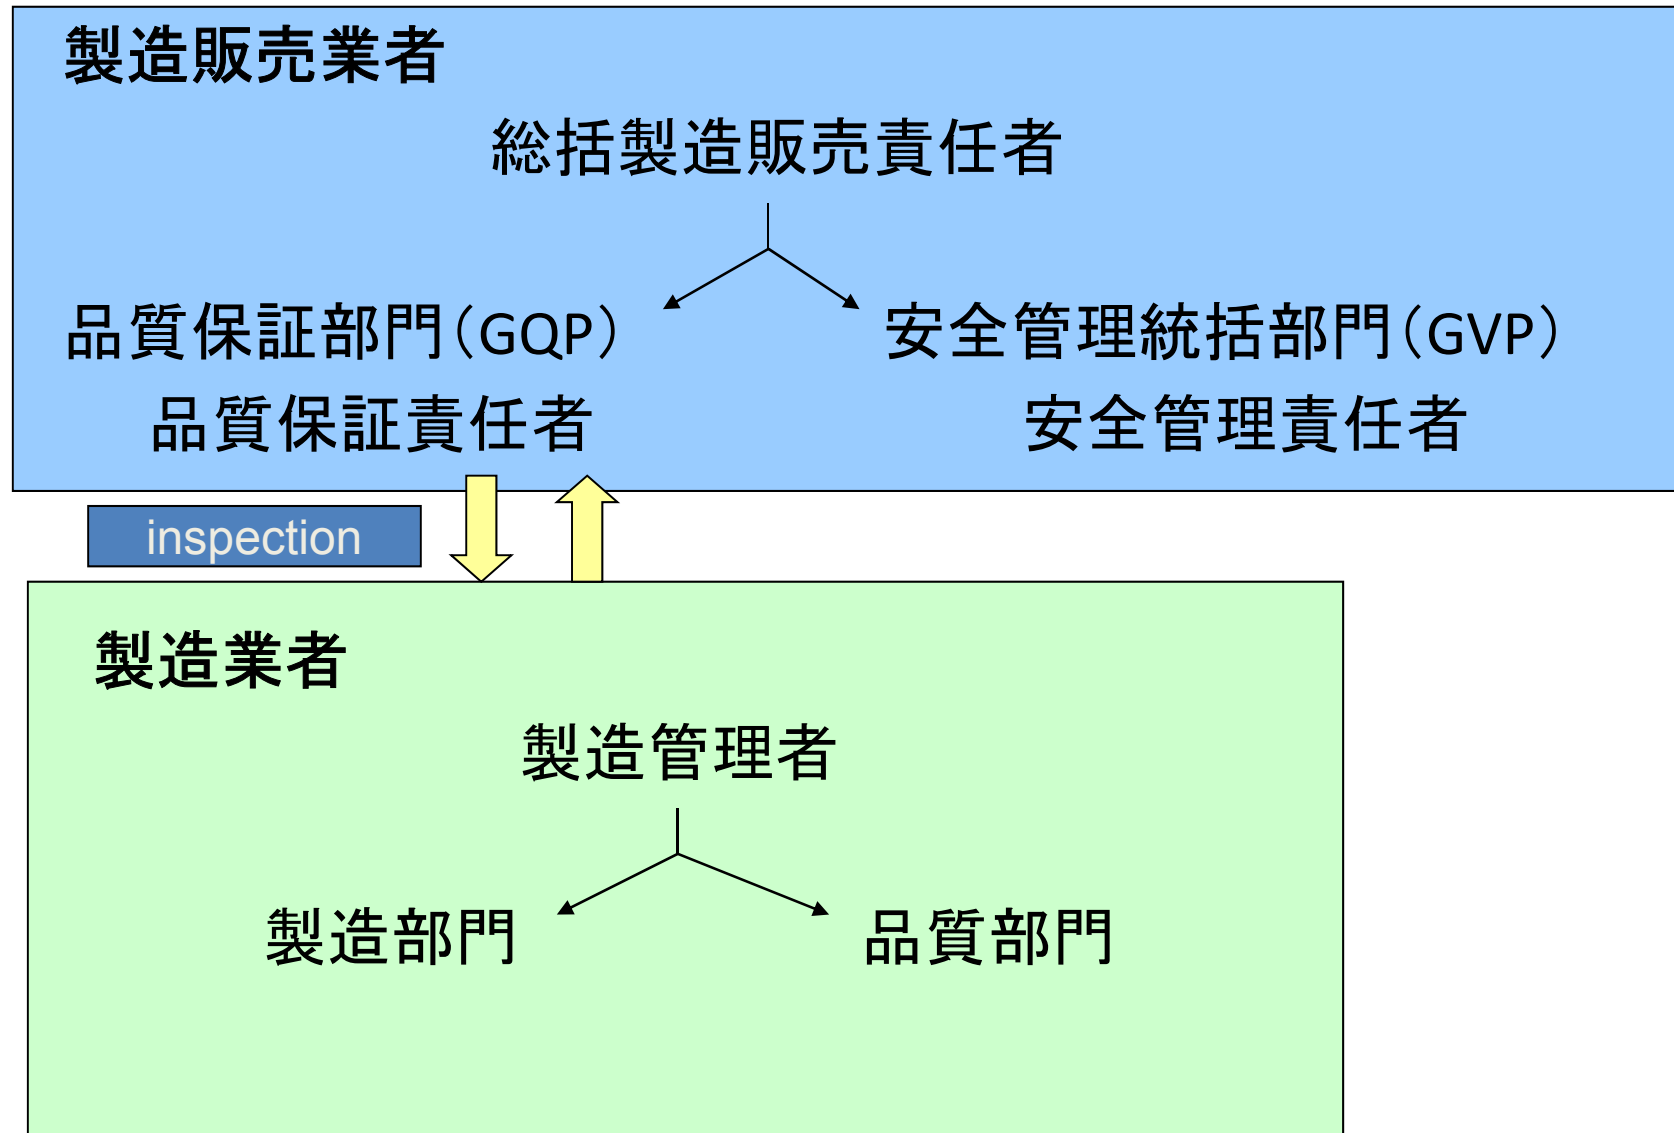 製造販売業者
総括製造販売責任者
品質保証部門（GQP） 安全管理統括部門（GVP）
品質保証責任者 安全管理責任者
inspection
製造業者
製造管理者
製造部門 品質部門